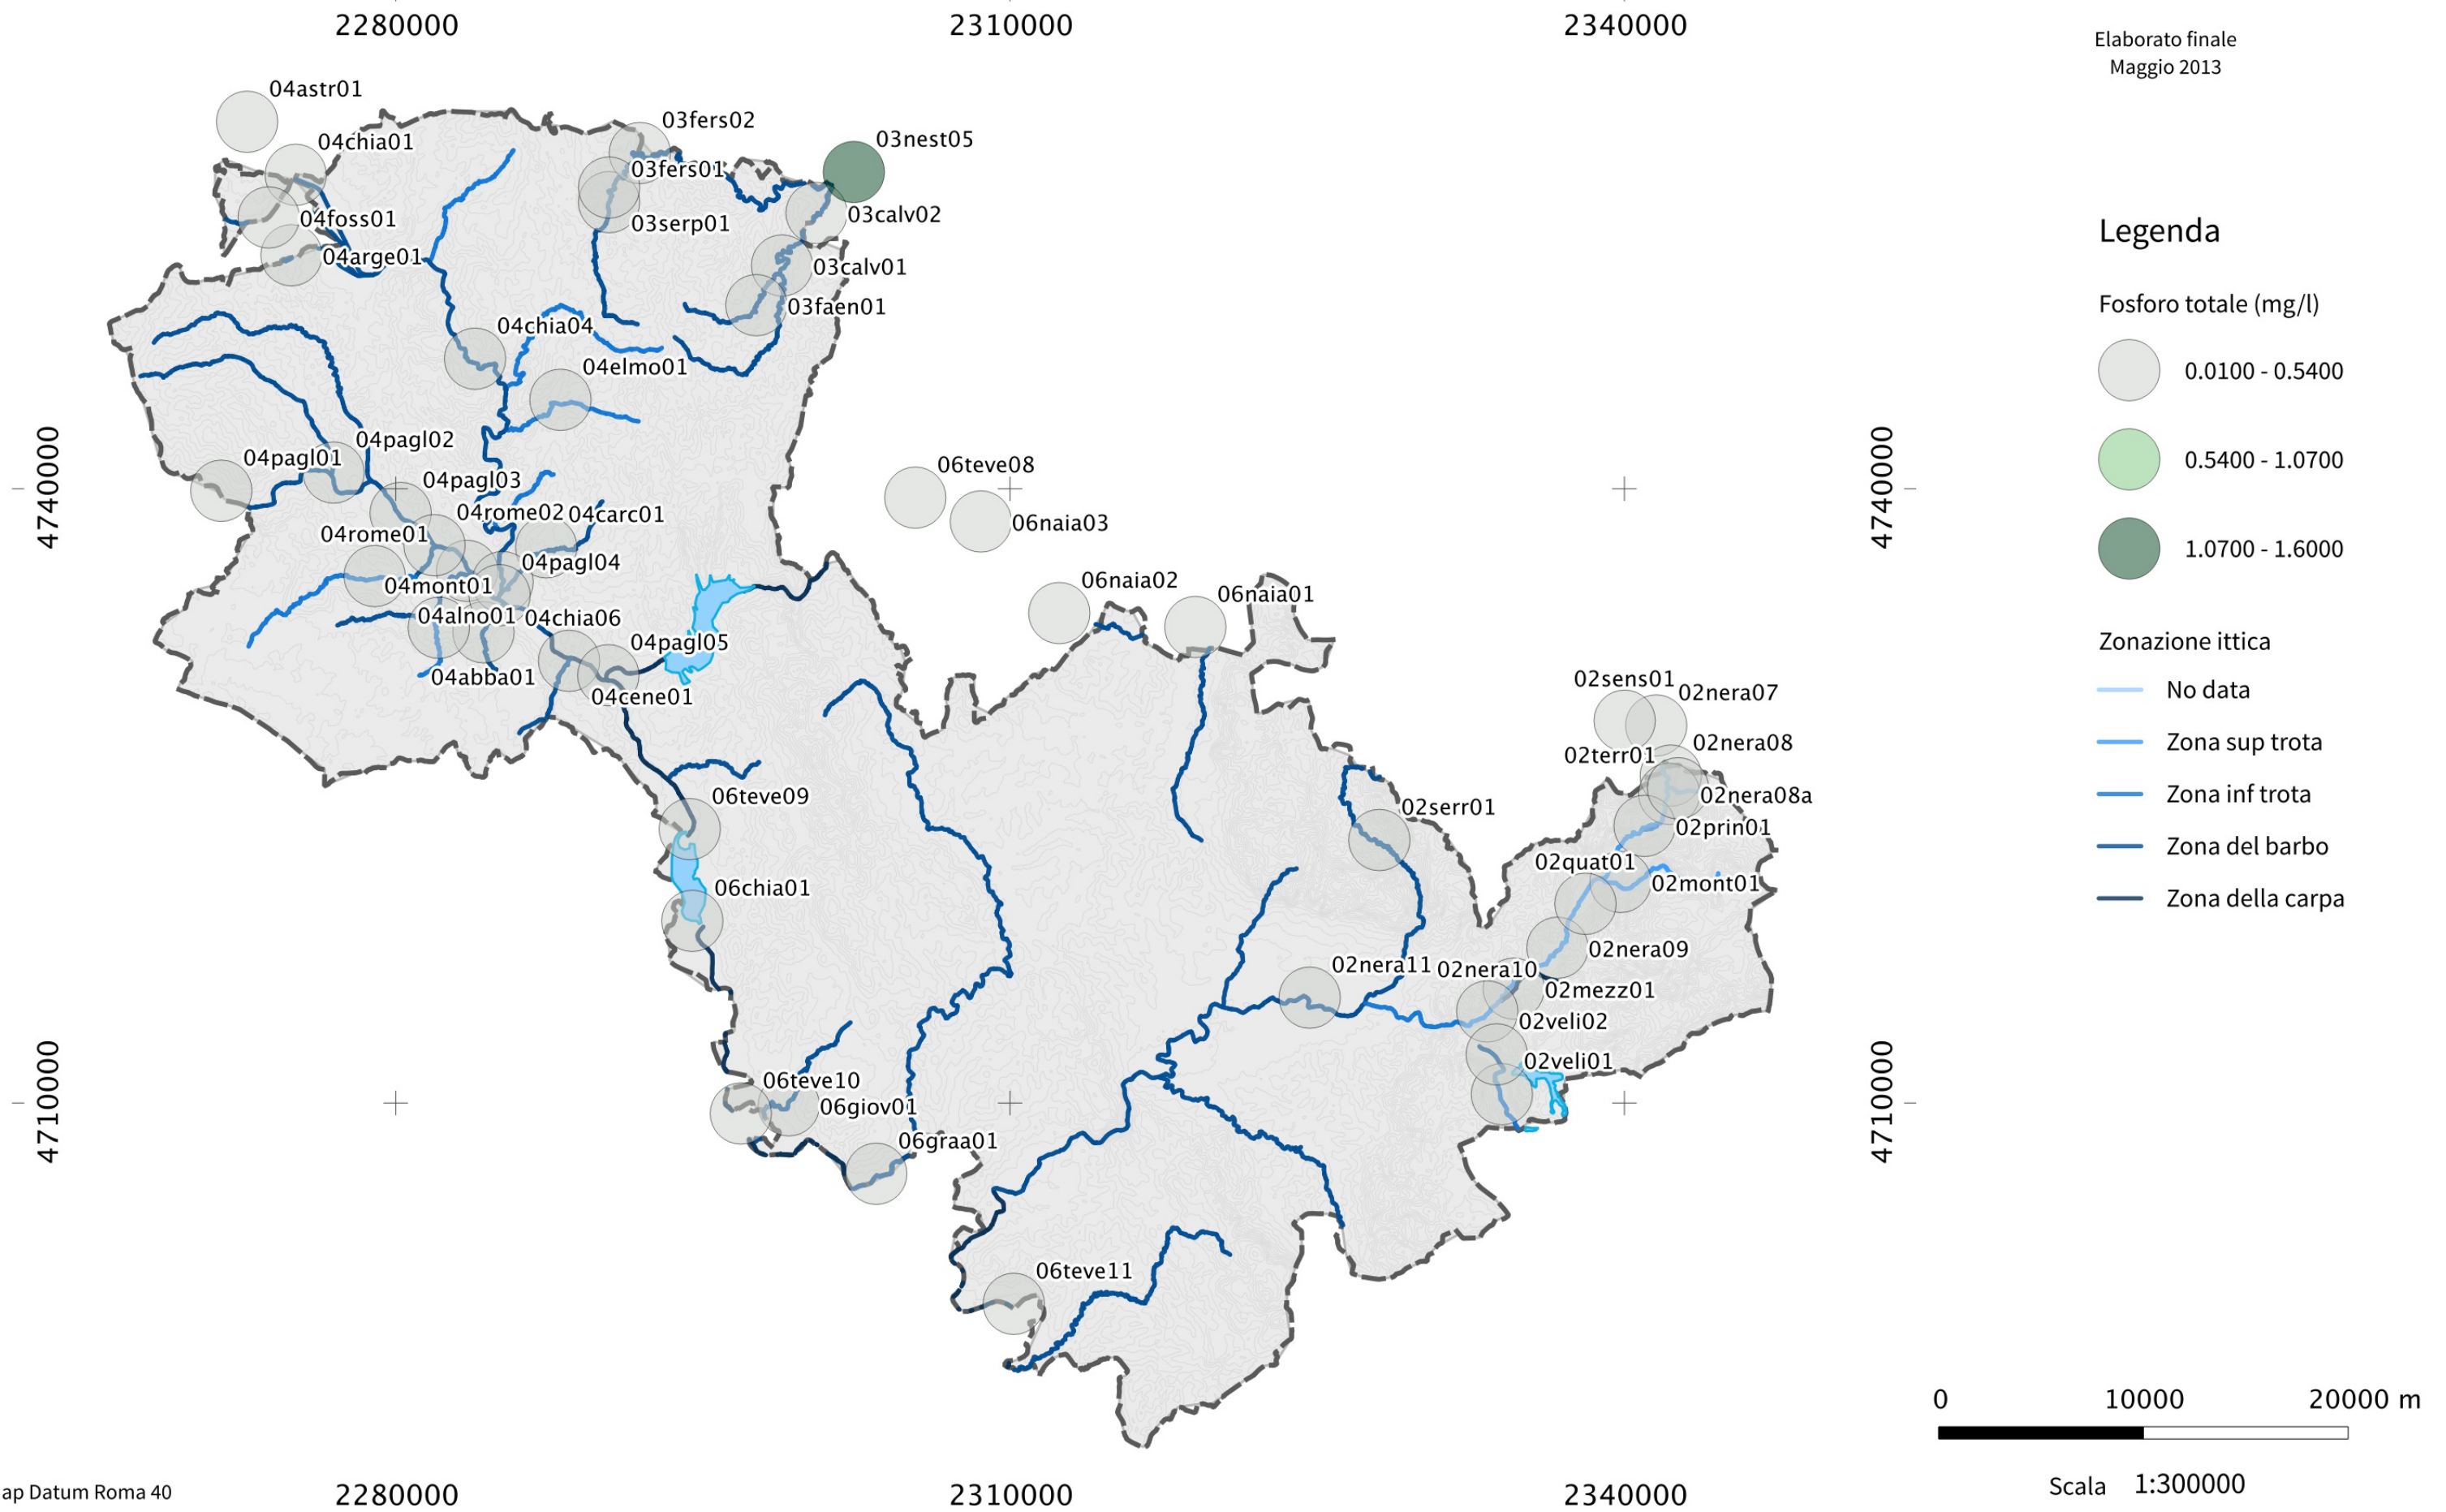 2280000
2310000
2340000
Elaborato finale
Maggio 2013
04astr01
03fers02
04chia01
03nest05
03fers01
04foss01
03serp01
03calv02
04arge01
03calv01
03faen01
04chia04
04elmo01
04pagl02
04pagl01
04pagl03
04rome02
04carc01
04rome01
04pagl04
04mont01
04alno01
04chia06
04pagl05
04abba01
04cene01
06teve08
06naia03
06naia02
06naia01
02sens01
02nera07
02nera08
02terr01
02nera08a
02prin01
02quat01
02mont01
02serr01
06teve09
06chia01
02nera09
02nera11
02nera10
02mezz01
02veli02
02veli01
06teve10
06giov01
06graa01
06teve11
4740000
4710000
4740000
4710000
Legenda
Fosforo totale (mg/l)
0.0100 - 0.5400
0.5400 - 1.0700
1.0700 - 1.6000
Zonazione ittica
No data
Zona sup trota
Zona inf trota
Zona del barbo
Zona della carpa
0 10000 20000 m
Scala 1:300000
ap Datum Roma 40
2280000
2310000
2340000